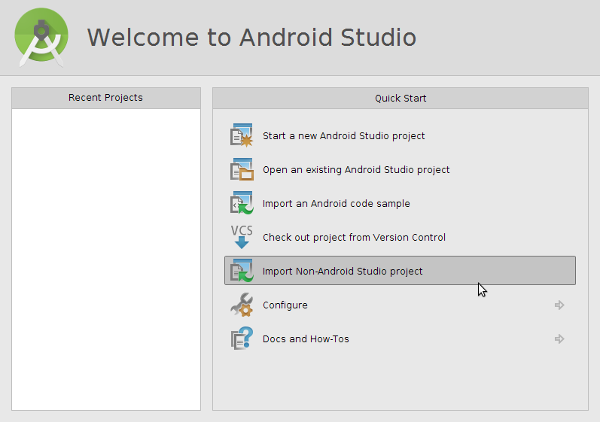 Welcome to Android Studio
Recent Projects
Quick Start
Start a new Android Studio project
Open an existing Android Studio project
Import an Android code sample
VCS
Check out project from Version Control
Import Non-Android Studio project
Configure
Docs and How-Tos